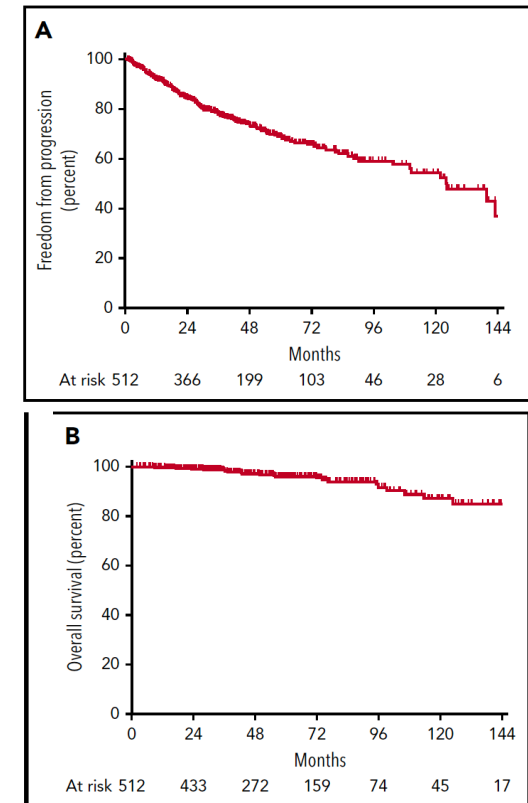 A
Freedom from progression
(percent)
100
80
60
40
20
0
0 24 48 72 96 120 144
Months
At risk 512 366 199 103 46 28 6
B
Overall survival (percent)
100
80
60
40
20
0
0 24 48 72 96 120 144
Months
At risk 512 433 272 159 74 45 17